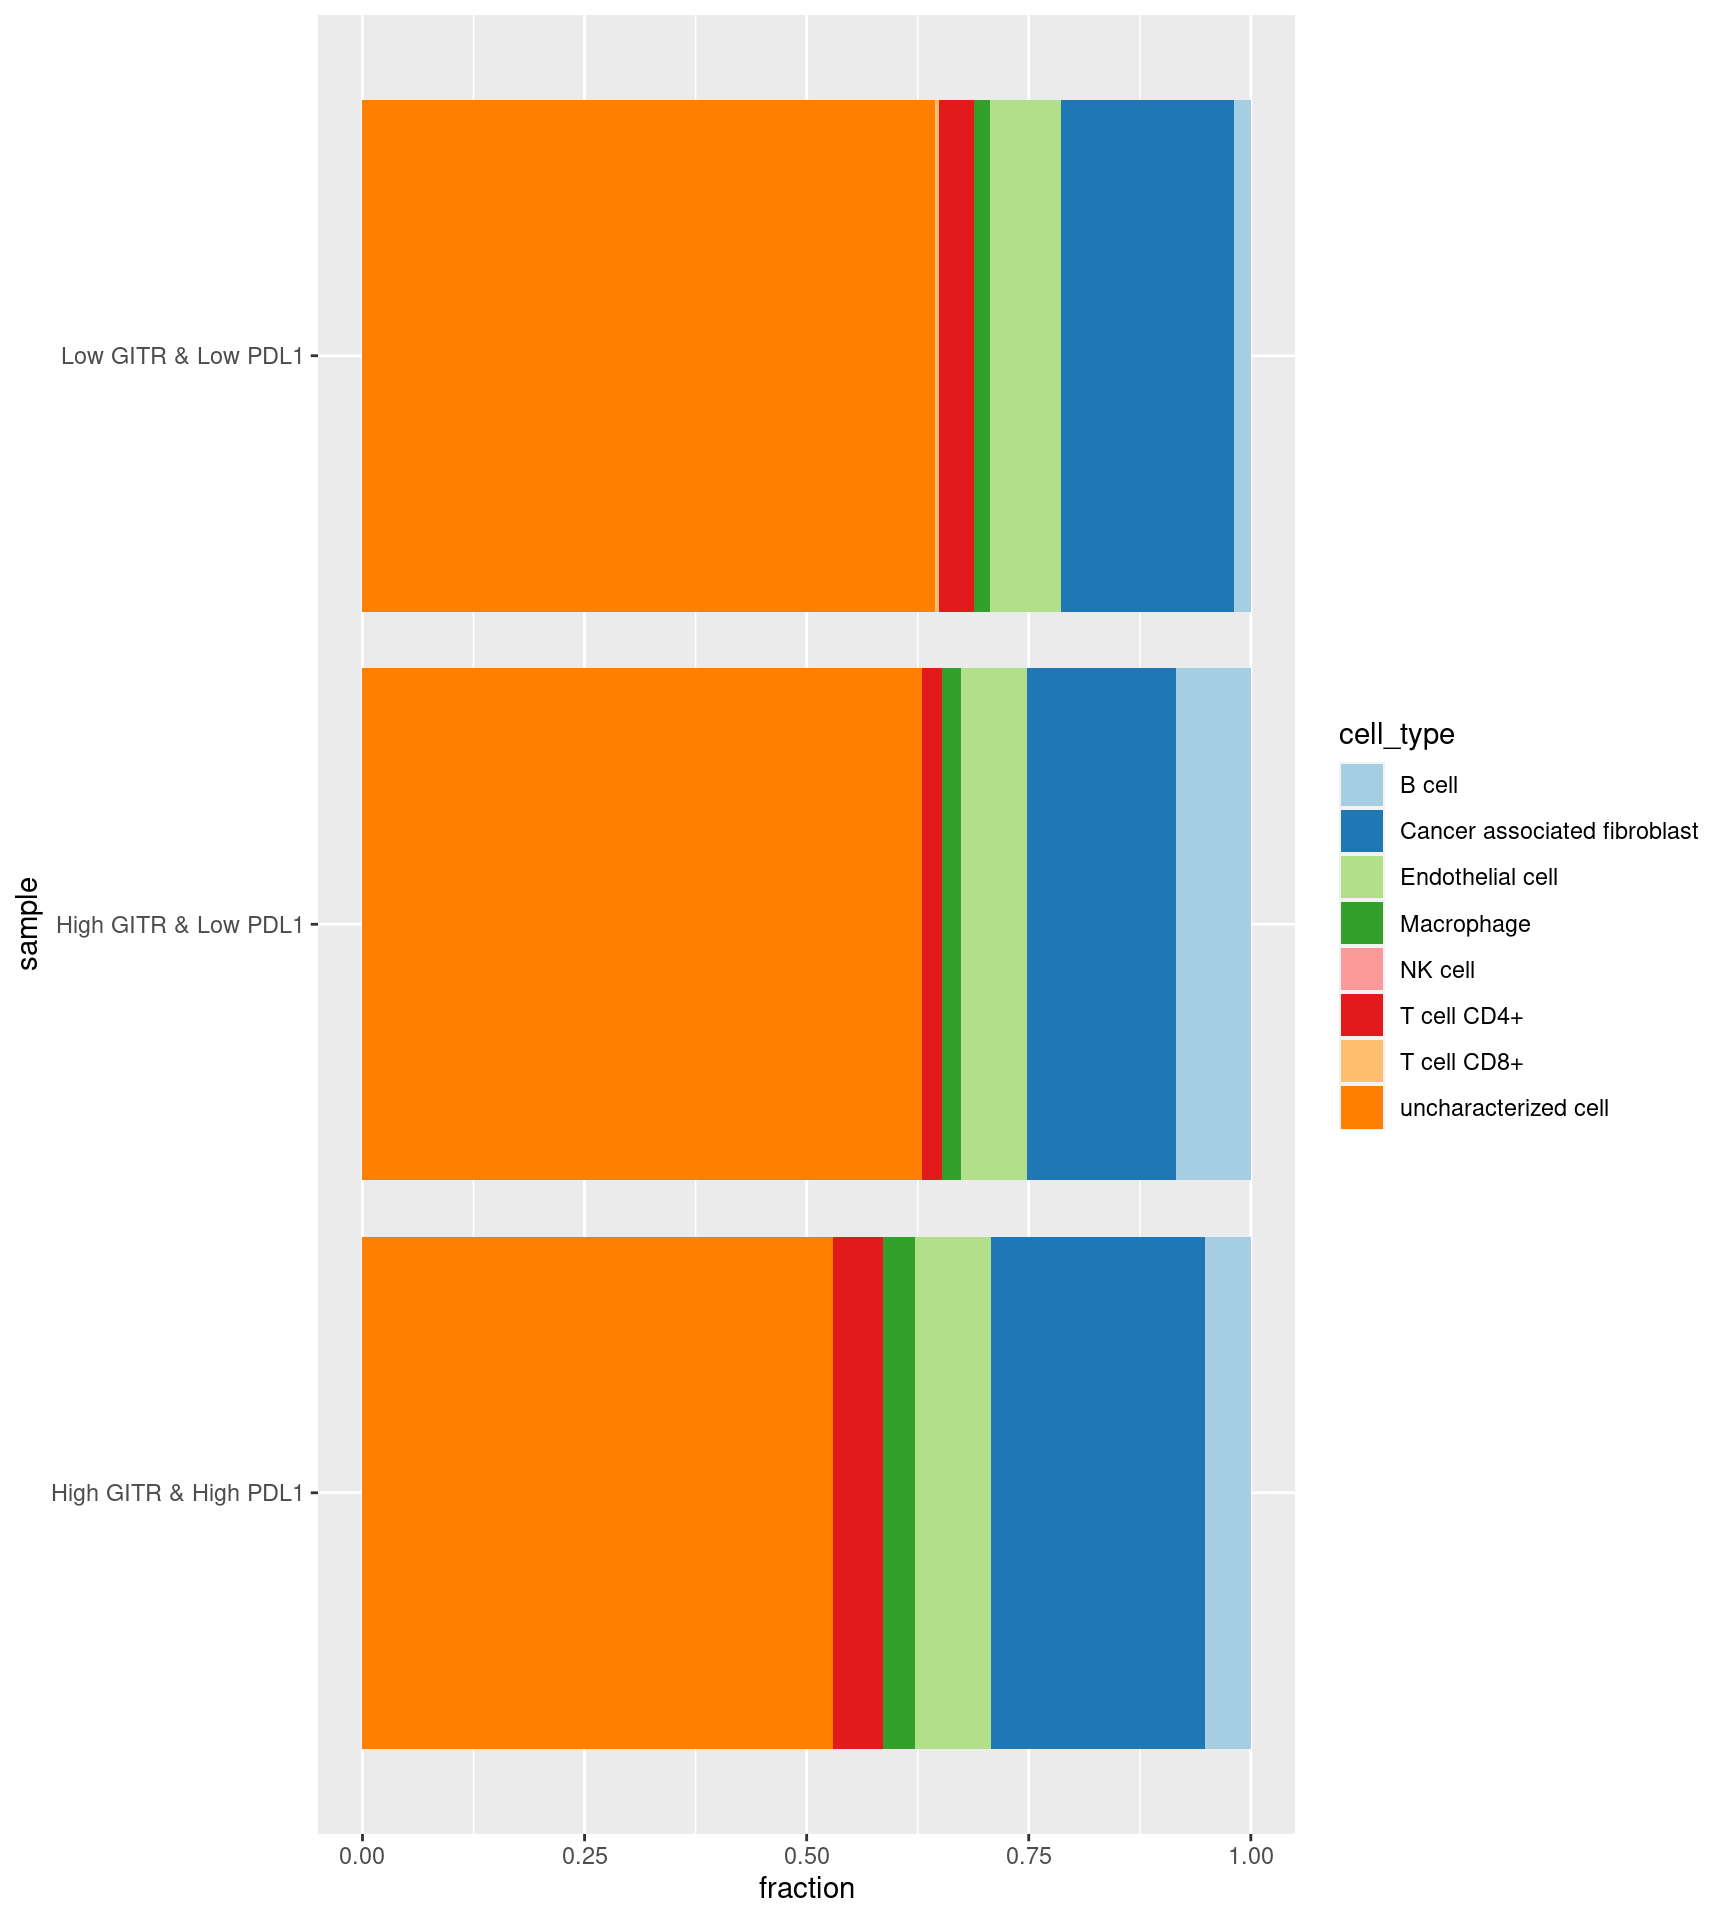 Low GITR & Low PDL1
High GITR & Low PDL1
High GITR & High PDL1
sample
0.00
0.25
0.50
0.75
1.00
fraction
cell_type
B cell
Cancer associated fibroblast
Endothelial cell
Macrophage
NK cell
T cell CD4+
T cell CD8+
uncharacterized cell